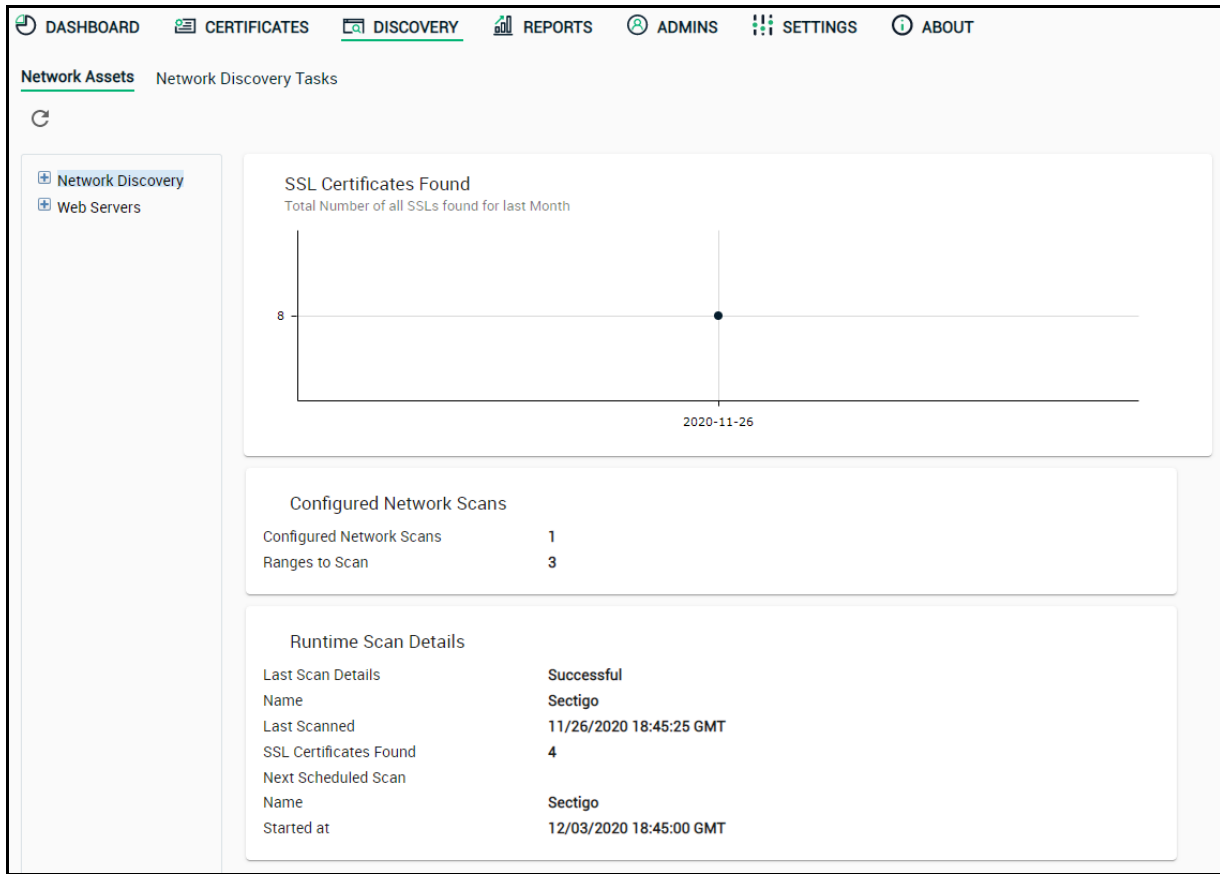 DASHBOARD CERTIFICATES DISCOVERY REPORTS ADMINS SETTINGS ABOUT
Network Assets Network Discovery Tasks
Network Discovery
Web Servers
SSL Certificates Found
Total Number of all SSLs found for last Month
8
2020-11-26
Configured Network Scans
Configured Network Scans 1
Ranges to Scan 3
Runtime Scan Details
Last Scan Details Successful
Name Sectigo
Last Scanned 11/26/2020 18:45:25 GMT
SSL Certificates Found 4
Next Scheduled Scan
Name Sectigo
Started at 12/03/2020 18:45:00 GMT